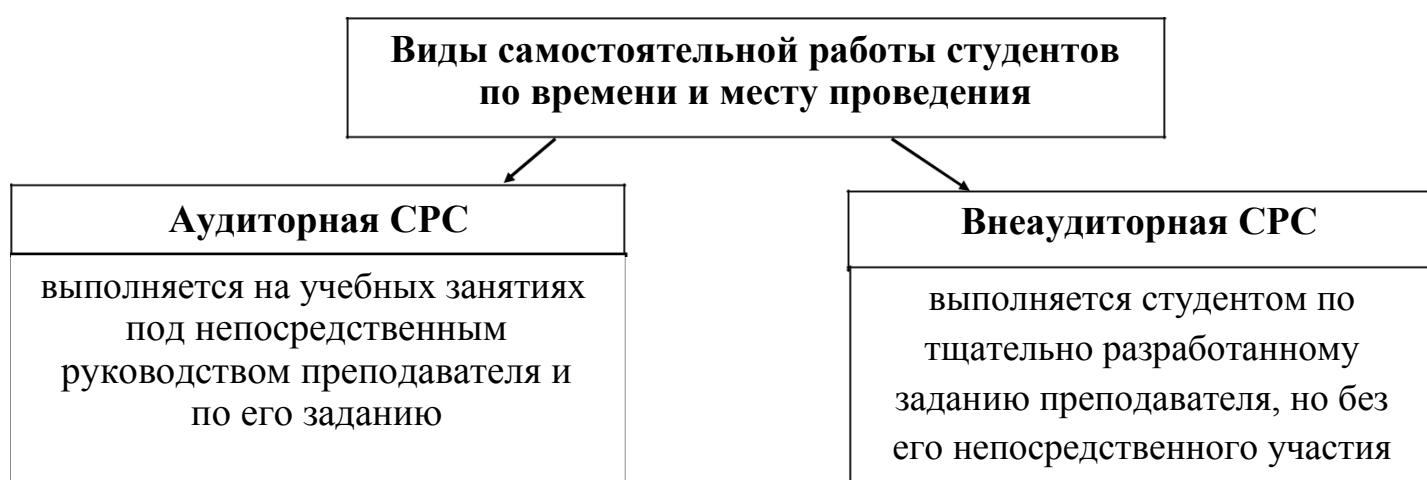 Виды самостоятельной работы студентов
по времени и месту проведения
Аудиторная СРС
выполняется на учебных занятиях
под непосредственным
руководством преподавателя и
по его заданию
Внеаудиторная СРС
выполняется студентом по
тщательно разработанному
заданию преподавателя, но без
его непосредственного участия